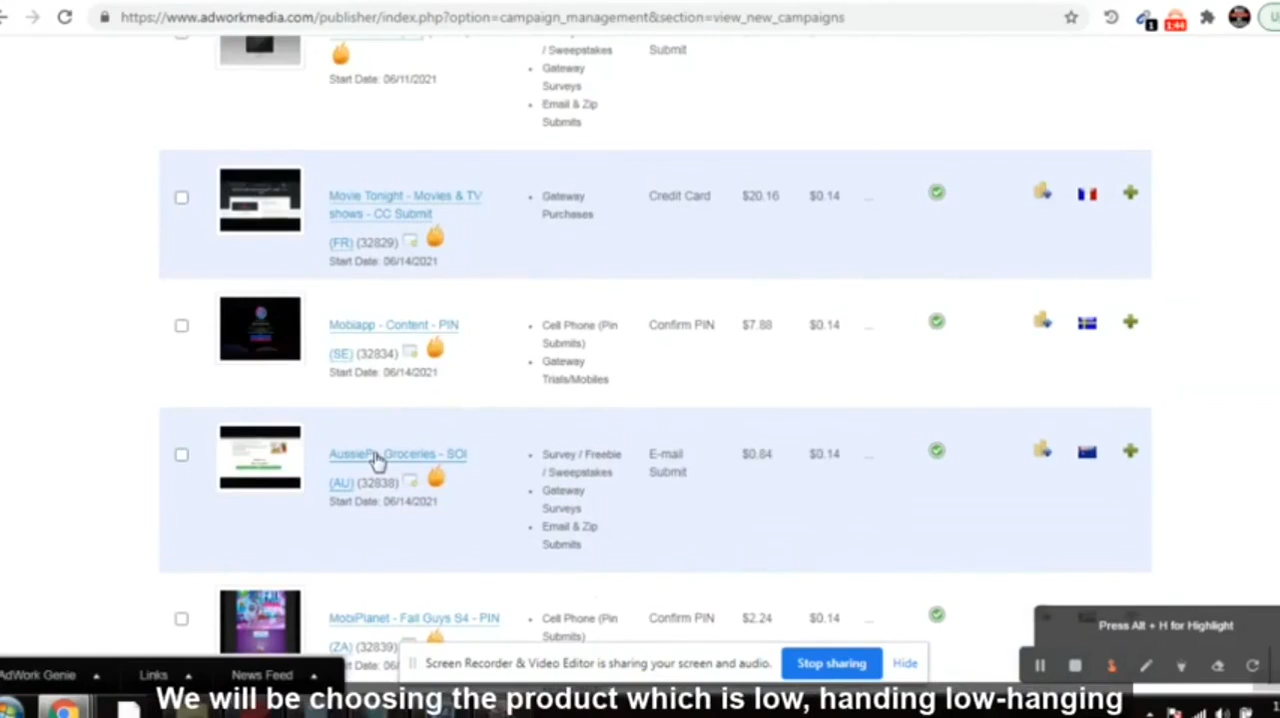 https://www.adworkmedia.com/publisher/index.php?option=campaign_management&section=view_new_campaigns
1
1:44
/ Sweepstakes
Submit
Gateway
Start Date: 06/11/2021
Surveys
Email & Zip
Submits
Movie Tonight - Movies & TV
shows - CC Submit
(FR) (32829)
Start Date: 06/14/2021
Gateway
Purchases
Credit Card
$20.16
$0.14
...
Mobiapp - Content - PIN
(SE) (32834)
Start Date: 06/14/2021
Cell Phone (Pin
Submits)
Gateway
Trials/Mobiles
Confirm PIN
$7.88
$0.14
...
Groceries - SOI
(AU) (32838)
Start Date: 06/14/2021
Survey / Freebie
/ Sweepstakes
Gateway
Surveys
Email & Zip
Submits
E-mail
Submit
$0.84
$0.14
...
MobiPlanet - Fall Guys S4 - PIN
(ZA) (32839)
06/14/2021
Cell Phone (Pin
Submits)
Confirm PIN
$2.24
$0.14
...
Press Alt + H for Highlight
Screen Recorder & Video Editor is sharing your screen and audio.
Stop sharing
Hide
AdWork Genie
Links
News Feed
We will be choosing the product which is low, handing low-hanging